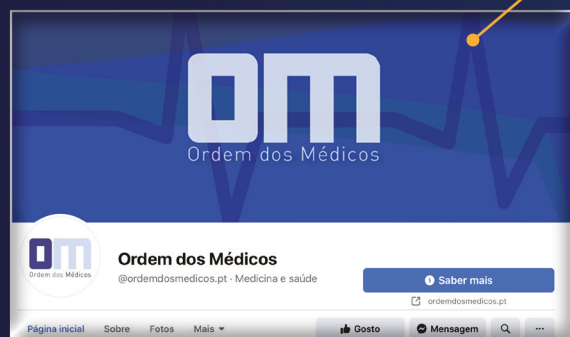 om
Ordem dos Médicos
om
Ordem dos Médicos
Ordem dos Médicos
@ordemdosmedicos.pt · Medicina e saúde
Saber mais
ordemdosmedicos.pt
Página inicial Sobre Fotos Mais Gosto Mensagem